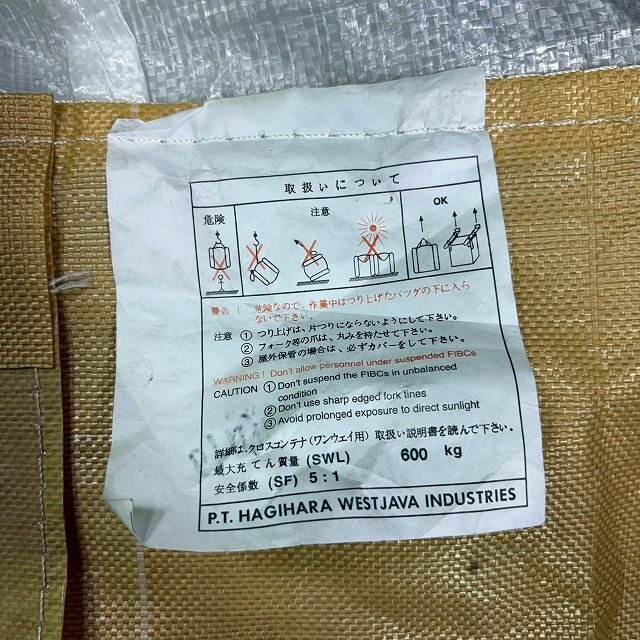 取扱いについて
危険
注意
OK
警告! 危険なので、作業中はつり上げたバッグの下に入ら
ないで下さい。
注意 ① つり上げは、片つりにならないようにして下さい。
② フォーク等の爪は、丸みを持たせて下さい。
③ 屋外保管の場合は、必ずカバーをして下さい。
WARNING! Don't allow personnel under suspended FIBCs
CAUTION ① Don't suspend the FIBCs in unbalanced
condition
② Don't use sharp edged fork lines
③ Avoid prolonged exposure to direct sunlight
詳細は、クロスコンテナ(ワンウェイ用)取扱い説明書を読んで下さい。
最大充てん質量 (SWL) 600 kg
安全係数 (SF) 5:1
P.T. HAGIHARA WESTJAVA INDUSTRIES